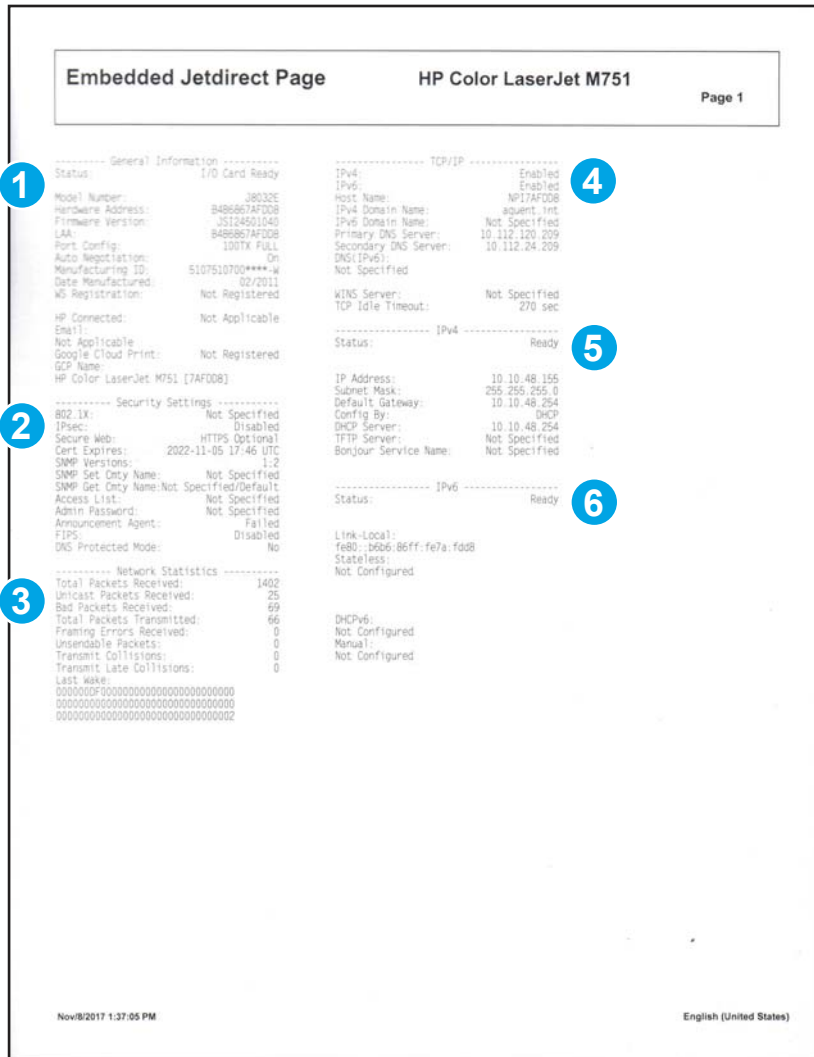 Embedded Jetdirect Page HP Color LaserJet M751
Page 1
1
--------- General Information ---------
Status: I/O Card Ready
Model Number: J8032E
Hardware Address: B4B6867AFDD8
Firmware Version: JSI24501040
LAA: B4B6867AFDD8
Port Config: 100TX FULL
Auto Negotiation: On
Manufacturing ID: 5107510700****-W
Date Manufactured: 02/2011
WS Registration: Not Registered
HP Connected: Not Applicable
Email:
Not Applicable
Google Cloud Print: Not Registered
GCP Name:
HP Color LaserJet M751 [7AFDD8]
2
---------- Security Settings ----------
802.1X: Not Specified
IPsec: Disabled
Secure Web: HTTPS Optional
Cert Expires: 2022-11-05 17:46 UTC
SNMP Versions: 1;2
SNMP Set Cmty Name: Not Specified
SNMP Get Cmty Name:Not Specified/Default
Access List: Not Specified
Admin Password: Not Specified
Announcement Agent: Failed
FIPS: Disabled
DNS Protected Mode: No
3
---------- Network Statistics ----------
Total Packets Received: 1402
Unicast Packets Received: 25
Bad Packets Received: 69
Total Packets Transmitted: 66
Framing Errors Received: 0
Unsendable Packets: 0
Transmit Collisions: 0
Transmit Late Collisions: 0
Last Wake:
000000DF000000000000000000000000
00000000000000000000000000000000
00000000000000000000000000000002
4
--------------- TCP/IP ---------------
IPv4: Enabled
IPv6: Enabled
Host Name: NPI7AFDD8
IPv4 Domain Name: aquent.int
IPv6 Domain Name: Not Specified
Primary DNS Server: 10.112.120.209
Secondary DNS Server: 10.112.24.209
DNS(IPv6):
Not Specified
WINS Server: Not Specified
TCP Idle Timeout: 270 sec
5
---------------- IPv4 ----------------
Status: Ready
IP Address: 10.10.48.155
Subnet Mask: 255.255.255.0
Default Gateway: 10.10.48.254
Config By: DHCP
DHCP Server: 10.10.48.254
TFTP Server: Not Specified
Bonjour Service Name: Not Specified
6
---------------- IPv6 ----------------
Status: Ready
Link-Local:
fe80::b6b6:86ff:fe7a:fdd8
Stateless:
Not Configured
DHCPv6:
Not Configured
Manual:
Not Configured
Nov/8/2017 1:37:05 PM English (United States)